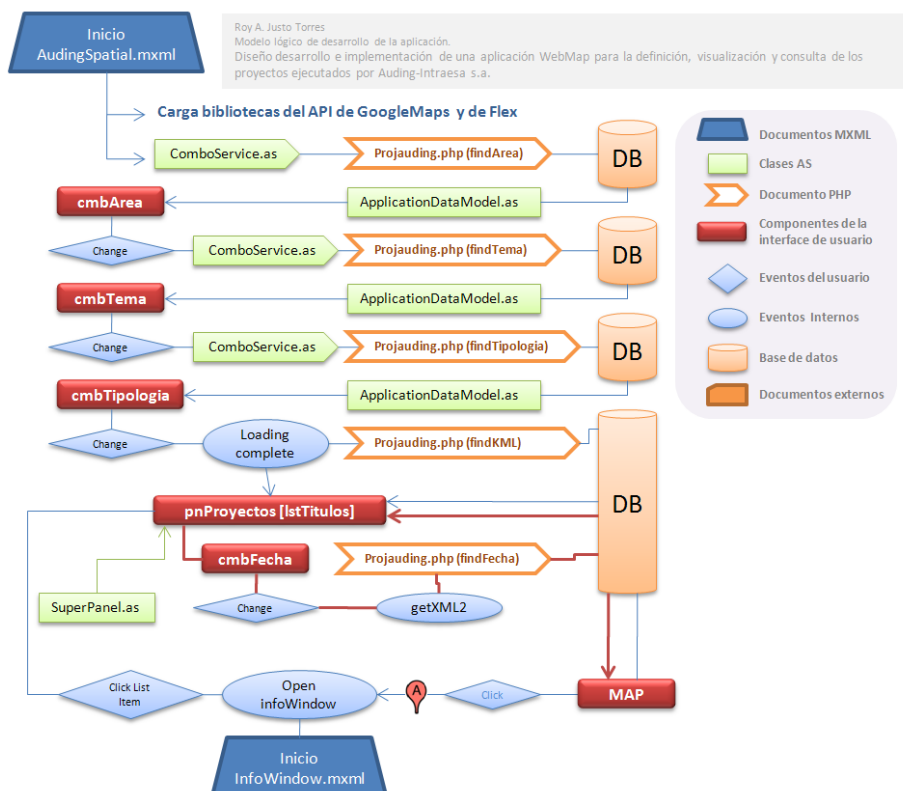 Inicio
AudingSpatial.mxml
Roy A. Justo Torres
Modelo lógico de desarrollo de la aplicación.
Diseño desarrollo e implementación de una aplicación WebMap para la definición, visualización y consulta de los
proyectos ejecutados por Auding-Intraesa s.a.
Carga bibliotecas del API de GoogleMaps y de Flex
ComboService.as
Projauding.php (findArea)
DB
cmbArea
ApplicationDataModel.as
Change
ComboService.as
Projauding.php (findTema)
DB
cmbTema
ApplicationDataModel.as
Change
ComboService.as
Projauding.php (findTipologia)
DB
cmbTipologia
ApplicationDataModel.as
Change
Loading
complete
Projauding.php (findKML)
DB
pnProyectos [lstTitulos]
cmbFecha
Projauding.php (findFecha)
SuperPanel.as
Change
getXML2
Click List
Item
Open
infoWindow
A
Click
MAP
Inicio
InfoWindow.mxml
Documentos MXML
Clases AS
Documento PHP
Componentes de la
interface de usuario
Eventos del usuario
Eventos Internos
Base de datos
Documentos externos